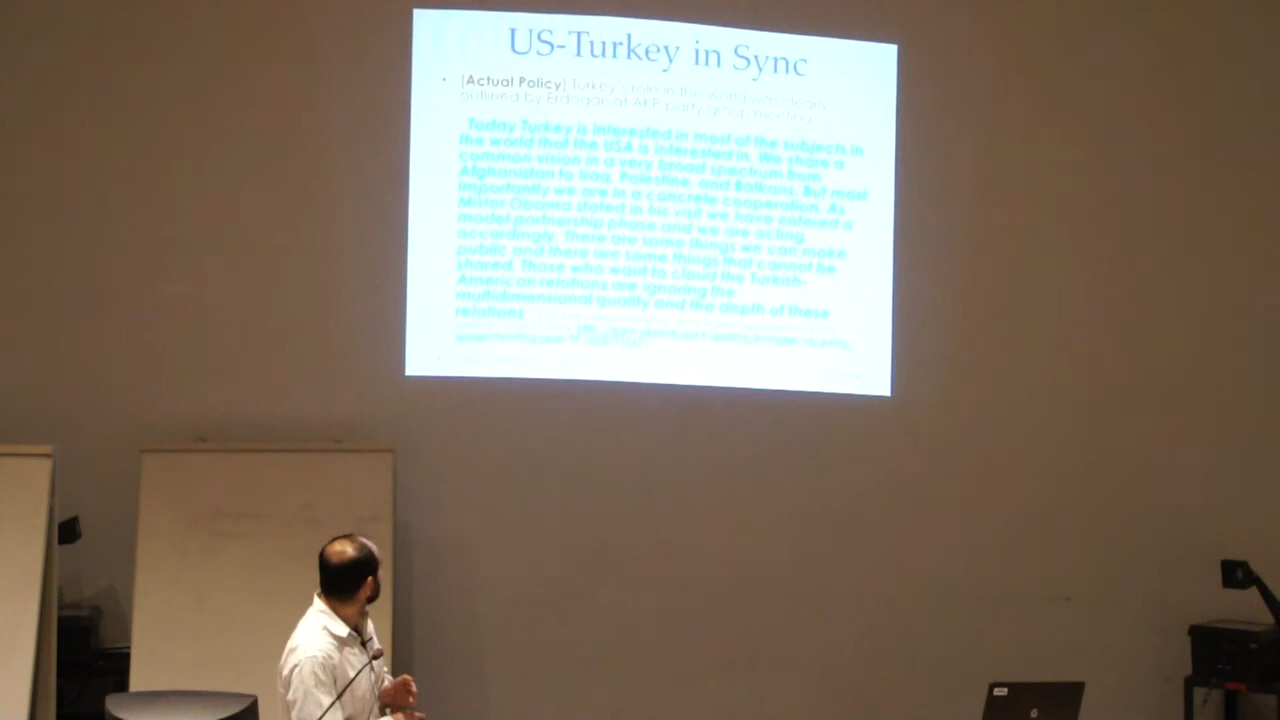 US-Turkey in Sync
• [Actual Policy] Turkey's role in the world was clearly
outlined by Erdogan at AKP party group meeting
Today Turkey is interested in most of the subjects in
the world that the USA is interested in. We share a
common vision in a very broad spectrum from
Afghanistan to Iraq, Palestine, and Balkans. But most
importantly we are in a concrete cooperation. As
Mister Obama stated in his visit we have entered a
model partnership phase and we are acting
accordingly. There are some things we can make
public and there are some things that cannot be
shared. Those who want to cloud the Turkish-
American relations are ignoring the
multidimensional quality and the depth of these
relations